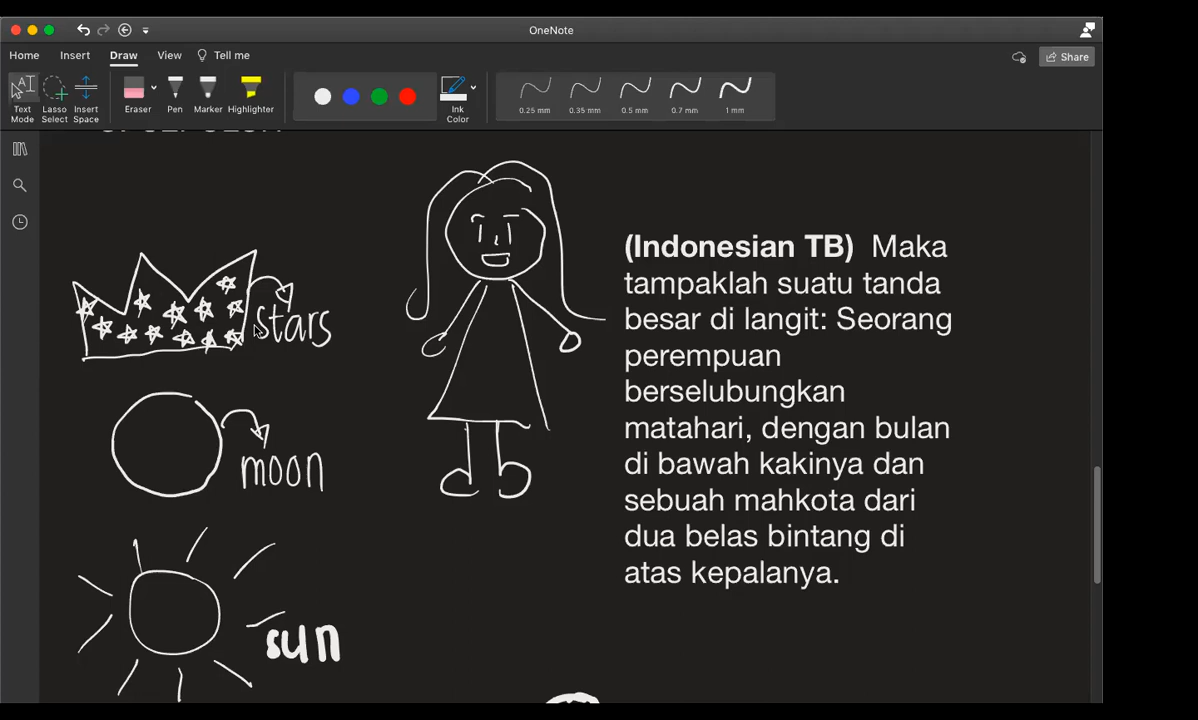 OneNote
Home Insert Draw View Tell me
Share
Text Mode
Lasso Select
Insert Space
Eraser
Pen
Marker
Highlighter
Ink Color
0.25 mm 0.35 mm 0.5 mm 0.7 mm 1 mm
stars
moon
sun
(Indonesian TB) Maka
tampaklah suatu tanda
besar di langit: Seorang
perempuan
berselubungkan
matahari, dengan bulan
di bawah kakinya dan
sebuah mahkota dari
dua belas bintang di
atas kepalanya.